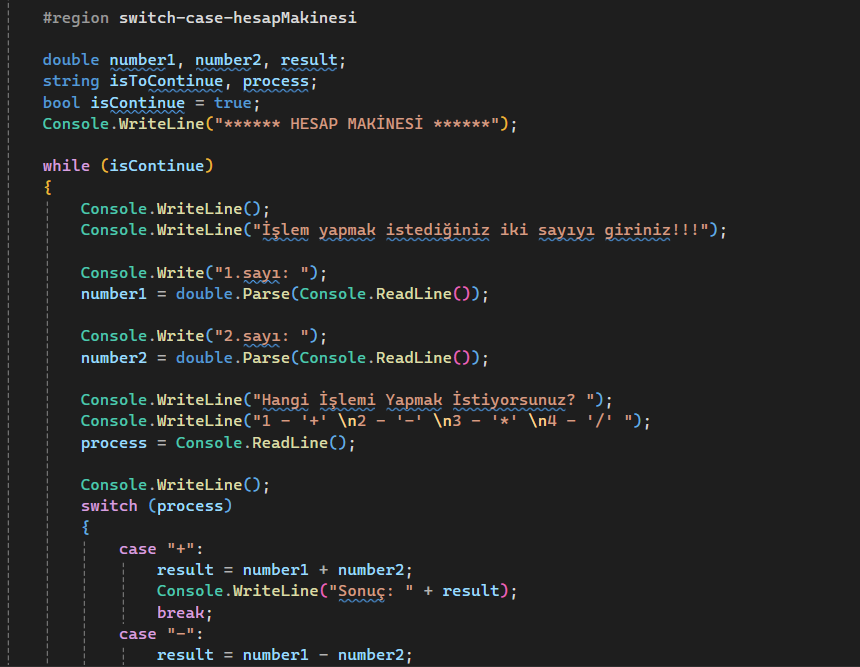 #region switch-case-hesapMakinesi
double number1, number2, result;
string isToContinue, process;
bool isContinue = true;
Console.WriteLine("****** HESAP MAKİNESİ ******");
while (isContinue)
{
Console.WriteLine();
Console.WriteLine("İşlem yapmak istediğiniz iki sayıyı giriniz!!!");
Console.Write("1.sayı: ");
number1 = double.Parse(Console.ReadLine());
Console.Write("2.sayı: ");
number2 = double.Parse(Console.ReadLine());
Console.WriteLine("Hangi İşlemi Yapmak İstiyorsunuz? ");
Console.WriteLine("1 - '+' \n2 - '-' \n3 - '*' \n4 - '/' ");
process = Console.ReadLine();
Console.WriteLine();
switch (process)
{
case "+":
result = number1 + number2;
Console.WriteLine("Sonuç: " + result);
break;
case "-":
result = number1 - number2;